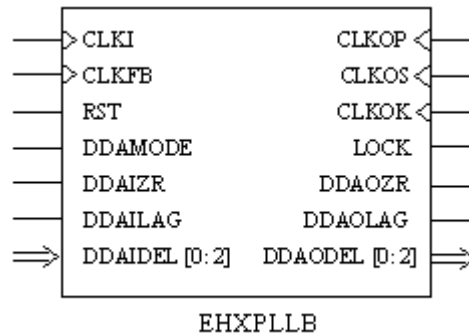 CLKI CLKOP
CLKFB CLKOS
RST CLKOK
DDAMODE LOCK
DDAIZR DDAOZR
DDAILAG DDAOLAG
DDAIDEL [0:2] DDAODEL [0:2]
EHXPLLB